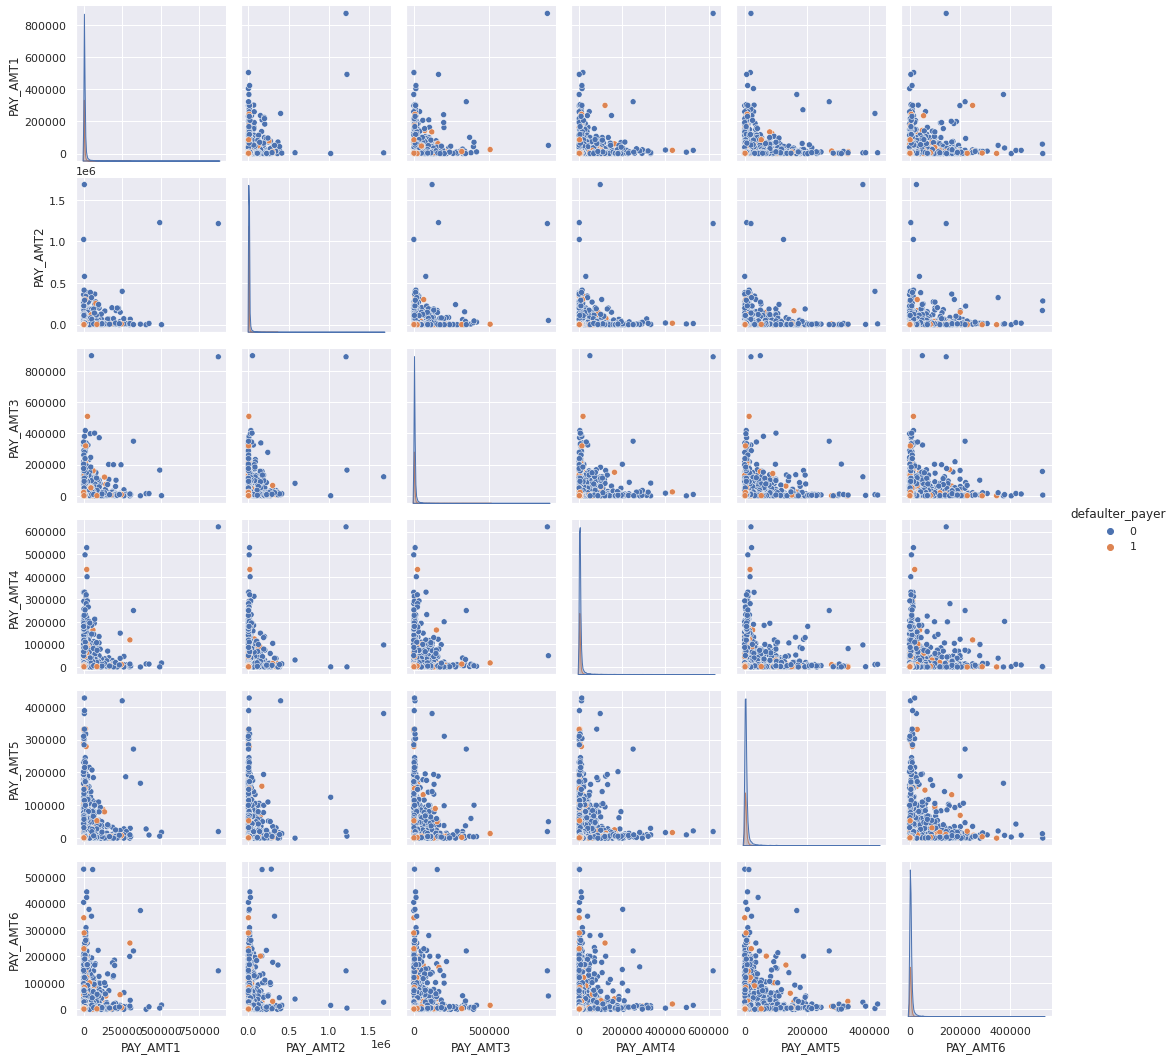 800000
600000
400000
200000
0
PAY_AMT1
1e6
1.5
1.0
0.5
0.0
PAY_AMT2
800000
600000
400000
200000
0
PAY_AMT3
defaulter_payer
0
1
600000
500000
400000
300000
200000
100000
0
PAY_AMT4
400000
300000
200000
100000
0
PAY_AMT5
500000
400000
300000
200000
100000
0
PAY_AMT6
0 250000 500000 750000
0.0 0.5 1.0 1.5
0 500000
0 200000 400000 600000
0 200000 400000
0 200000 400000
1e6
PAY_AMT1 PAY_AMT2 PAY_AMT3 PAY_AMT4 PAY_AMT5 PAY_AMT6